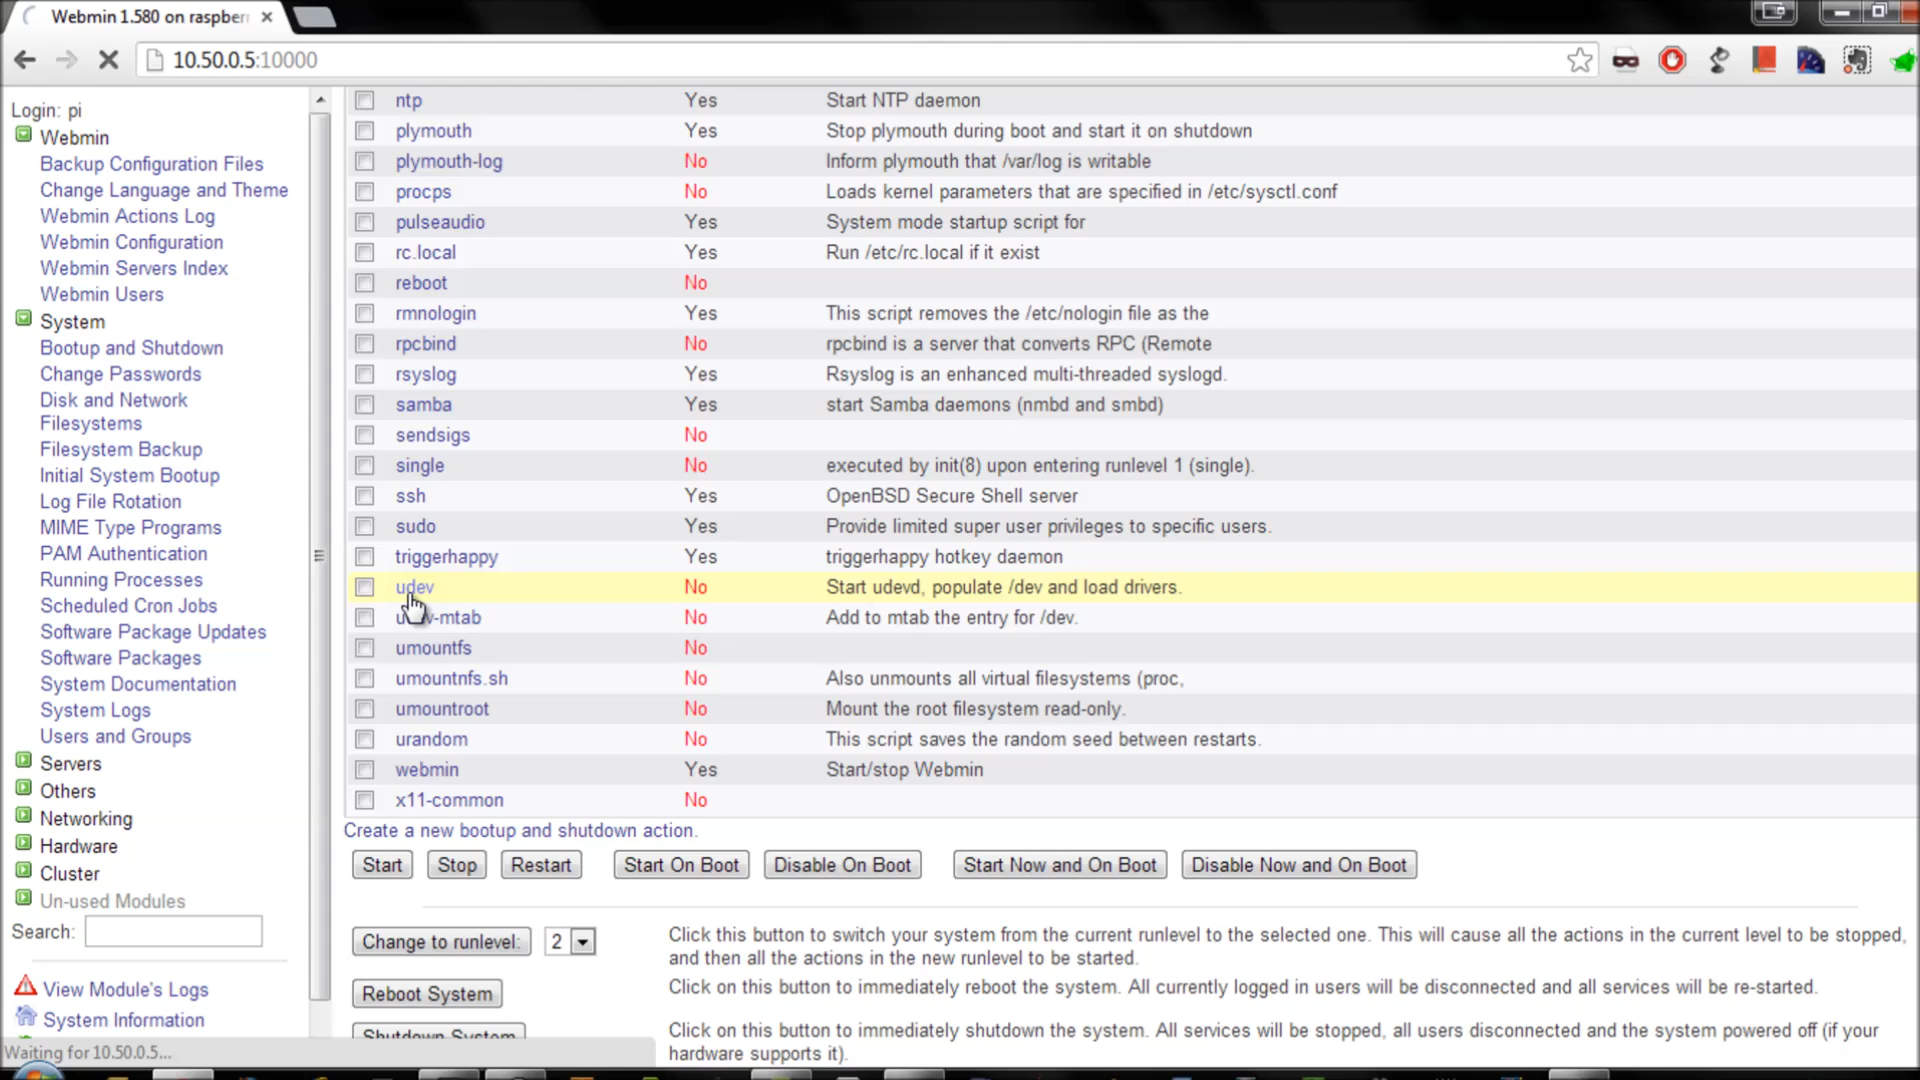 Webmin 1.580 on raspberr
10.50.0.5:10000
Login: pi
Webmin
Backup Configuration Files
Change Language and Theme
Webmin Actions Log
Webmin Configuration
Webmin Servers Index
Webmin Users
System
Bootup and Shutdown
Change Passwords
Disk and Network
Filesystems
Filesystem Backup
Initial System Bootup
Log File Rotation
MIME Type Programs
PAM Authentication
Running Processes
Scheduled Cron Jobs
Software Package Updates
Software Packages
System Documentation
System Logs
Users and Groups
Servers
Others
Networking
Hardware
Cluster
Un-used Modules
Search:
View Module's Logs
System Information
Waiting for 10.50.0.5...
ntp Yes Start NTP daemon
plymouth Yes Stop plymouth during boot and start it on shutdown
plymouth-log No Inform plymouth that /var/log is writable
procps No Loads kernel parameters that are specified in /etc/sysctl.conf
pulseaudio Yes System mode startup script for
rc.local Yes Run /etc/rc.local if it exist
reboot No
rmnologin Yes This script removes the /etc/nologin file as the
rpcbind No rpcbind is a server that converts RPC (Remote
rsyslog Yes Rsyslog is an enhanced multi-threaded syslogd.
samba Yes start Samba daemons (nmbd and smbd)
sendsigs No
single No executed by init(8) upon entering runlevel 1 (single).
ssh Yes OpenBSD Secure Shell server
sudo Yes Provide limited super user privileges to specific users.
triggerhappy Yes triggerhappy hotkey daemon
udev No Start udevd, populate /dev and load drivers.
udev-mtab No Add to mtab the entry for /dev.
umountfs No
umountnfs.sh No Also unmounts all virtual filesystems (proc,
umountroot No Mount the root filesystem read-only.
urandom No This script saves the random seed between restarts.
webmin Yes Start/stop Webmin
x11-common No
Create a new bootup and shutdown action.
Start Stop Restart Start On Boot Disable On Boot Start Now and On Boot Disable Now and On Boot
Change to runlevel: 2 Click this button to switch your system from the current runlevel to the selected one. This will cause all the actions in the current level to be stopped,
and then all the actions in the new runlevel to be started.
Reboot System Click on this button to immediately reboot the system. All currently logged in users will be disconnected and all services will be re-started.
Shutdown System Click on this button to immediately shutdown the system. All services will be stopped, all users disconnected and the system powered off (if your
hardware supports it).